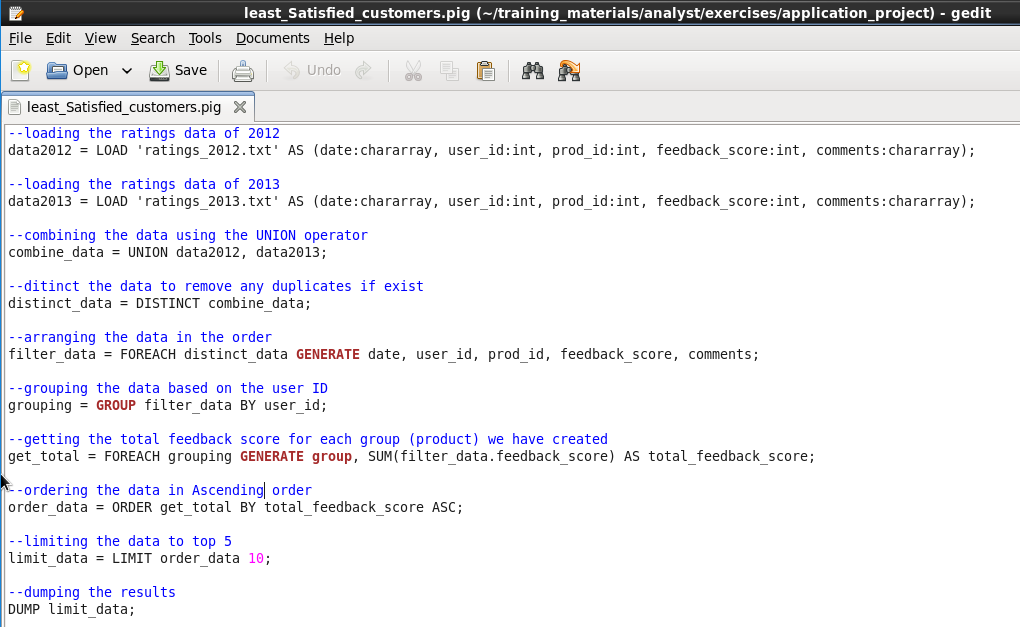 least_Satisfied_customers.pig (~/training_materials/analyst/exercises/application_project) - gedit
File Edit View Search Tools Documents Help
Open Save Undo
least_Satisfied_customers.pig
--loading the ratings data of 2012
data2012 = LOAD 'ratings_2012.txt' AS (date:chararray, user_id:int, prod_id:int, feedback_score:int, comments:chararray);
--loading the ratings data of 2013
data2013 = LOAD 'ratings_2013.txt' AS (date:chararray, user_id:int, prod_id:int, feedback_score:int, comments:chararray);
--combining the data using the UNION operator
combine_data = UNION data2012, data2013;
--ditinct the data to remove any duplicates if exist
distinct_data = DISTINCT combine_data;
--arranging the data in the order
filter_data = FOREACH distinct_data GENERATE date, user_id, prod_id, feedback_score, comments;
--grouping the data based on the user ID
grouping = GROUP filter_data BY user_id;
--getting the total feedback score for each group (product) we have created
get_total = FOREACH grouping GENERATE group, SUM(filter_data.feedback_score) AS total_feedback_score;
--ordering the data in Ascending order
order_data = ORDER get_total BY total_feedback_score ASC;
--limiting the data to top 5
limit_data = LIMIT order_data 10;
--dumping the results
DUMP limit_data;